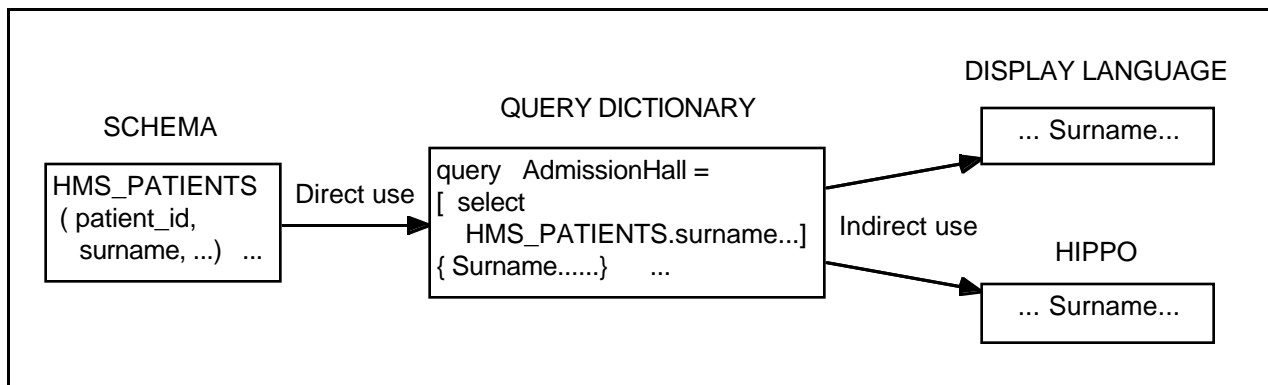 SCHEMA
HMS_PATIENTS
( patient_id,
surname, ...) ...
Direct use
QUERY DICTIONARY
query AdmissionHall =
[ select
HMS_PATIENTS.surname...]
{ Surname......} ...
Indirect use
DISPLAY LANGUAGE
... Surname...
HIPPO
... Surname...